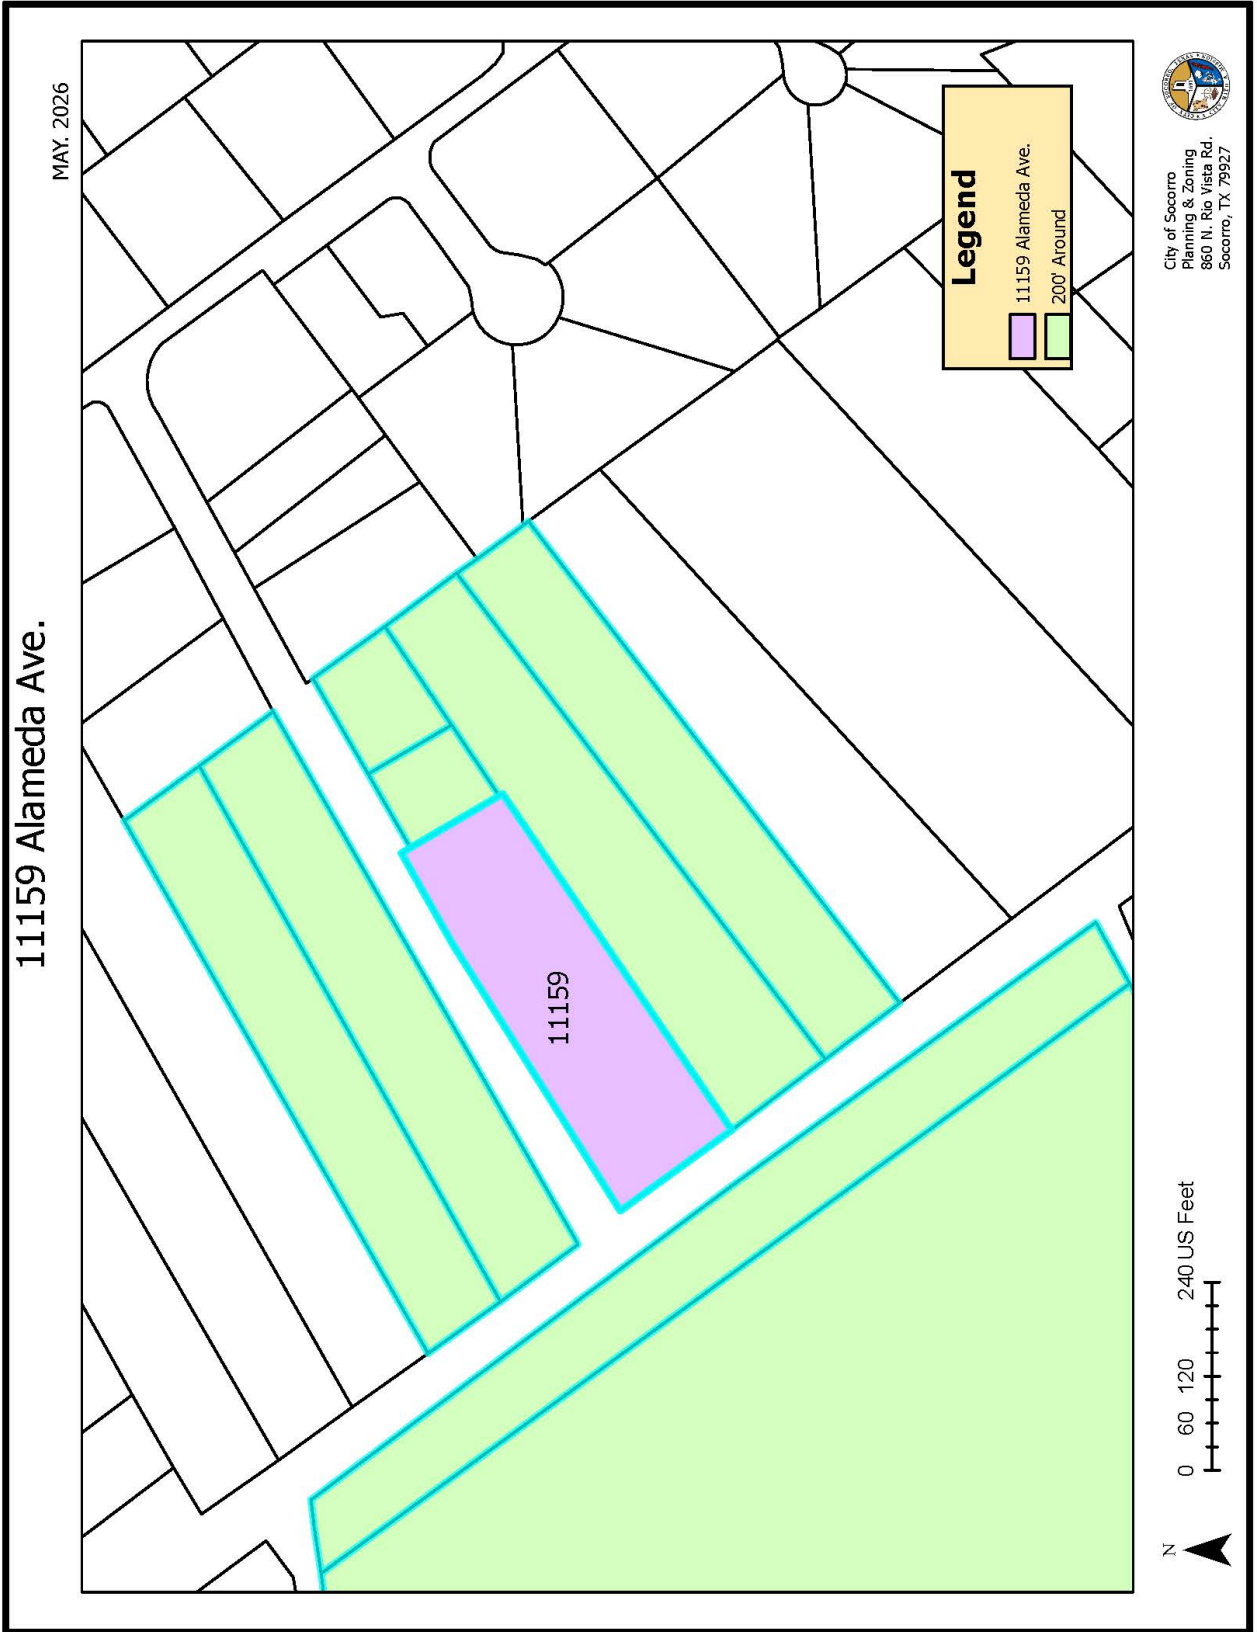 11159 Alameda Ave.
MAY. 2026
11159
Legend
11159 Alameda Ave.
200' Around
N
0 60 120 240 US Feet
City of Socorro
Planning & Zoning
860 N. Rio Vista Rd.
Socorro, TX 79927